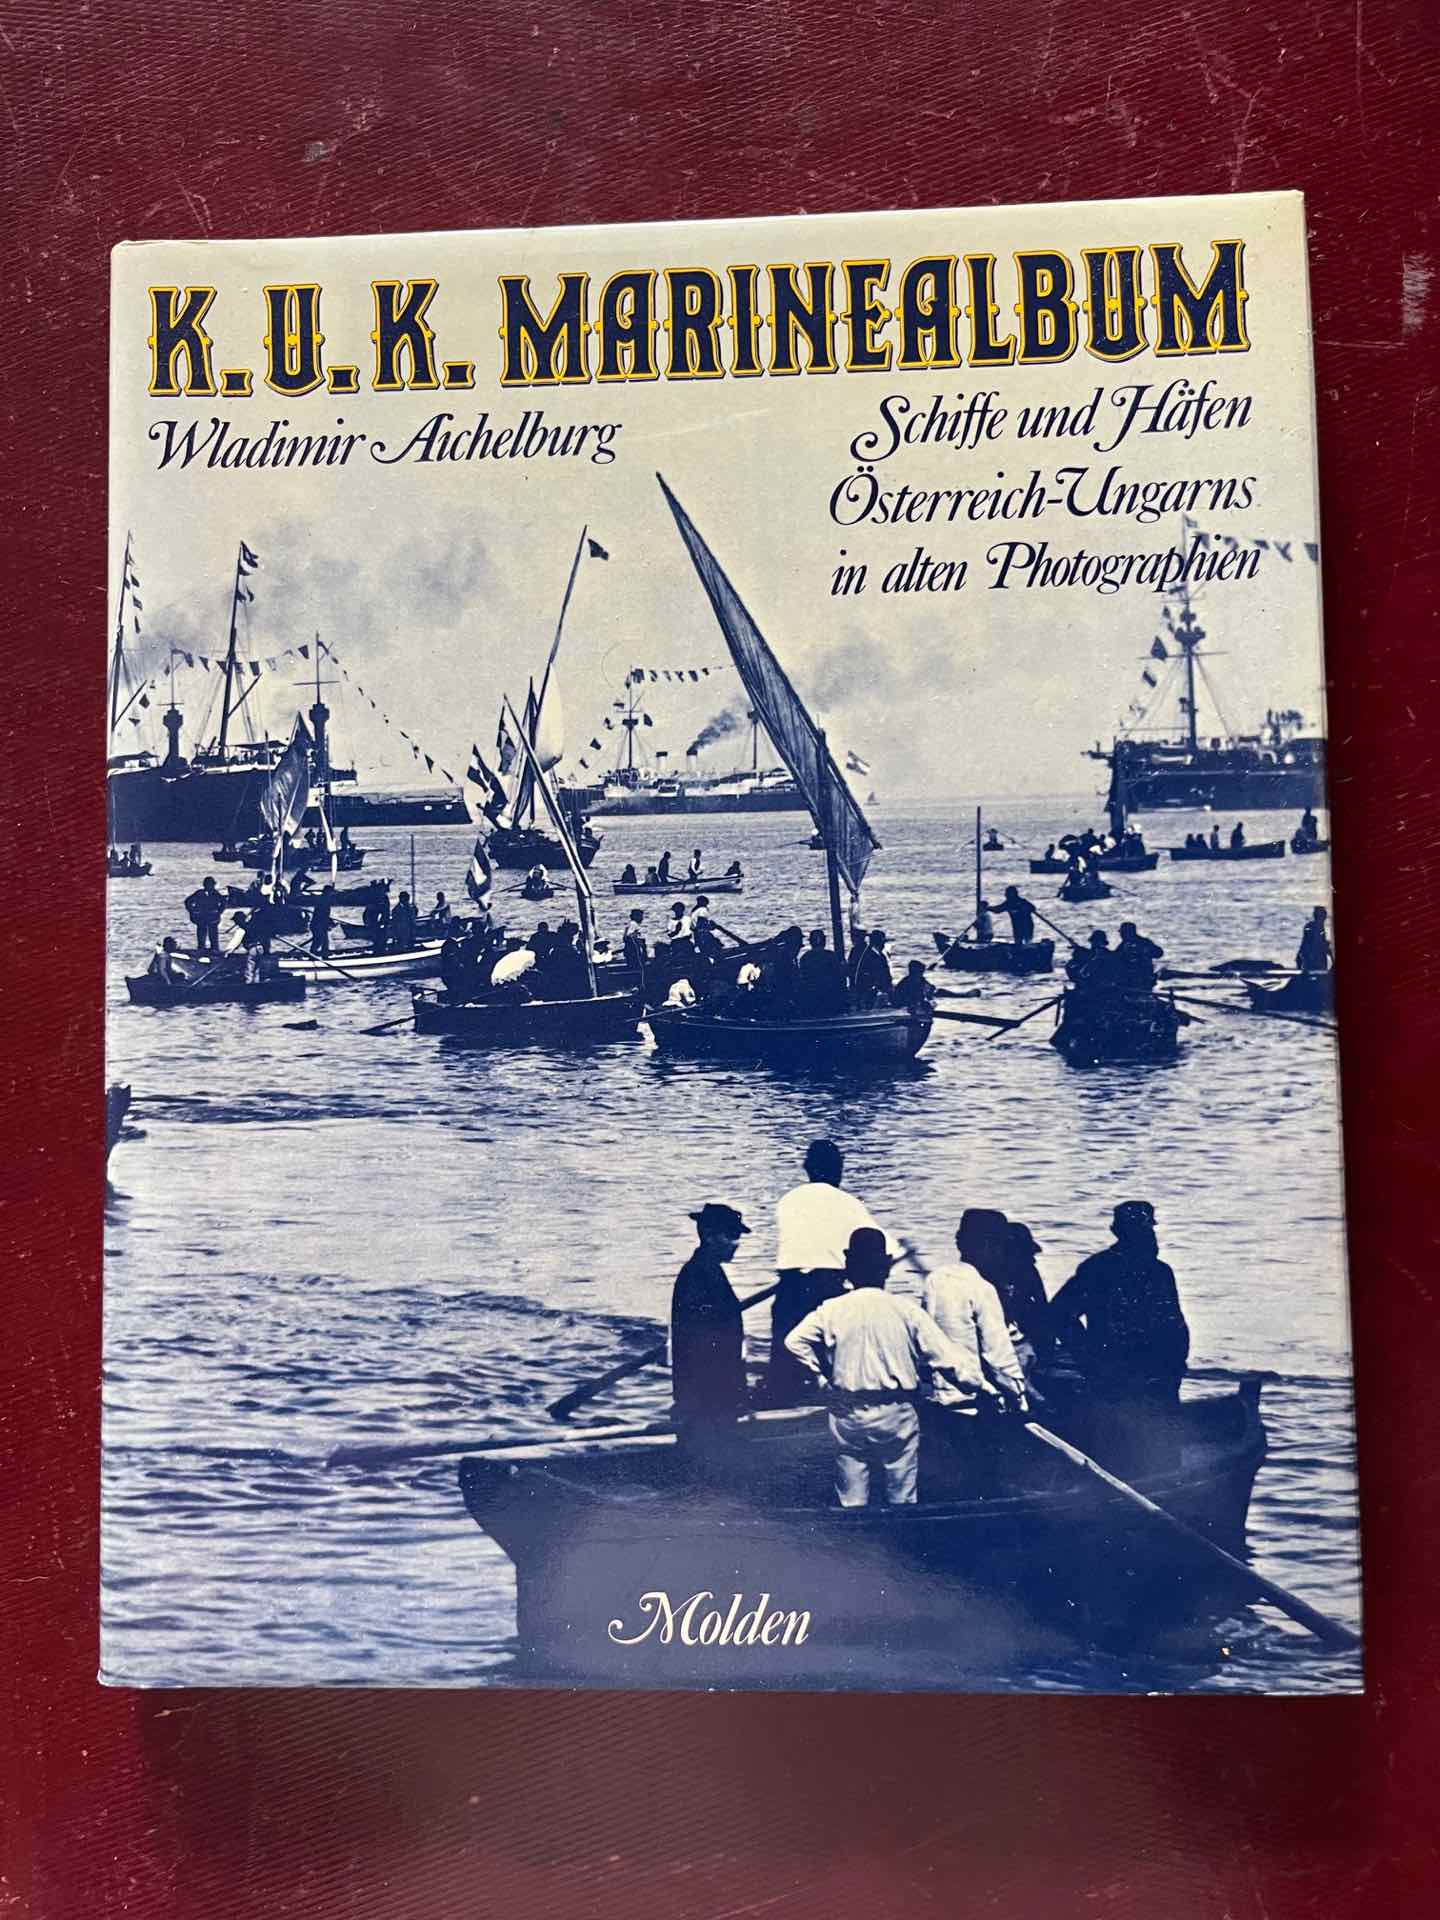 K.U.K. MARINEALBUM
Wladimir Aichelburg
Schiffe und Häfen
Österreich-Ungarns
in alten Photographien
Molden